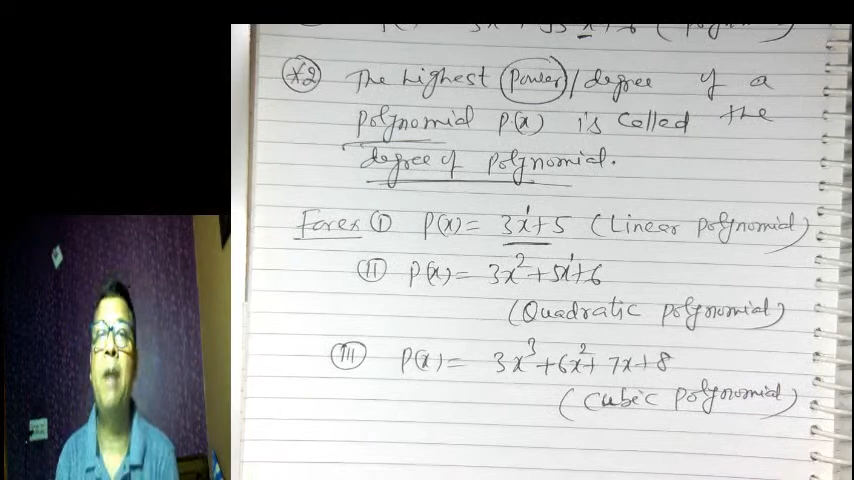 *2 The highest (power)/degree of a
polynomial P(x) is called the
degree of polynomial.
For ex I P(x) = 3x¹+5 (Linear polynomial)
II P(x) = 3x²+5x¹+6
(Quadratic polynomial)
III P(x) = 3x³+6x²+7x+8
(Cubic polynomial)